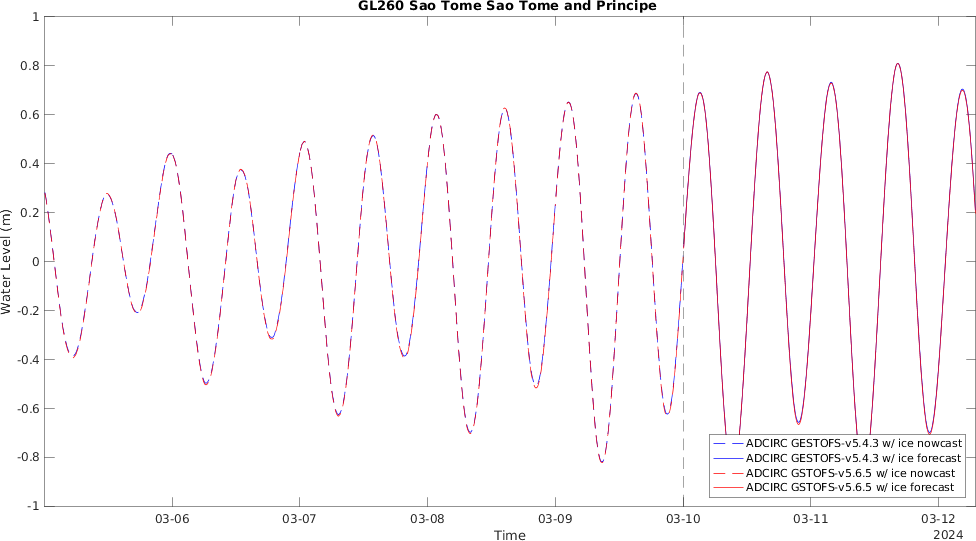 GL260 Sao Tome Sao Tome and Principe
1
0.8
0.6
0.4
0.2
0
-0.2
-0.4
-0.6
-0.8
-1
Water Level (m)
ADCIRC GESTOFS-v5.4.3 w/ ice nowcast
ADCIRC GESTOFS-v5.4.3 w/ ice forecast
ADCIRC GSTOFS-v5.6.5 w/ ice nowcast
ADCIRC GSTOFS-v5.6.5 w/ ice forecast
03-06 03-07 03-08 03-09 03-10 03-11 03-12
Time
2024